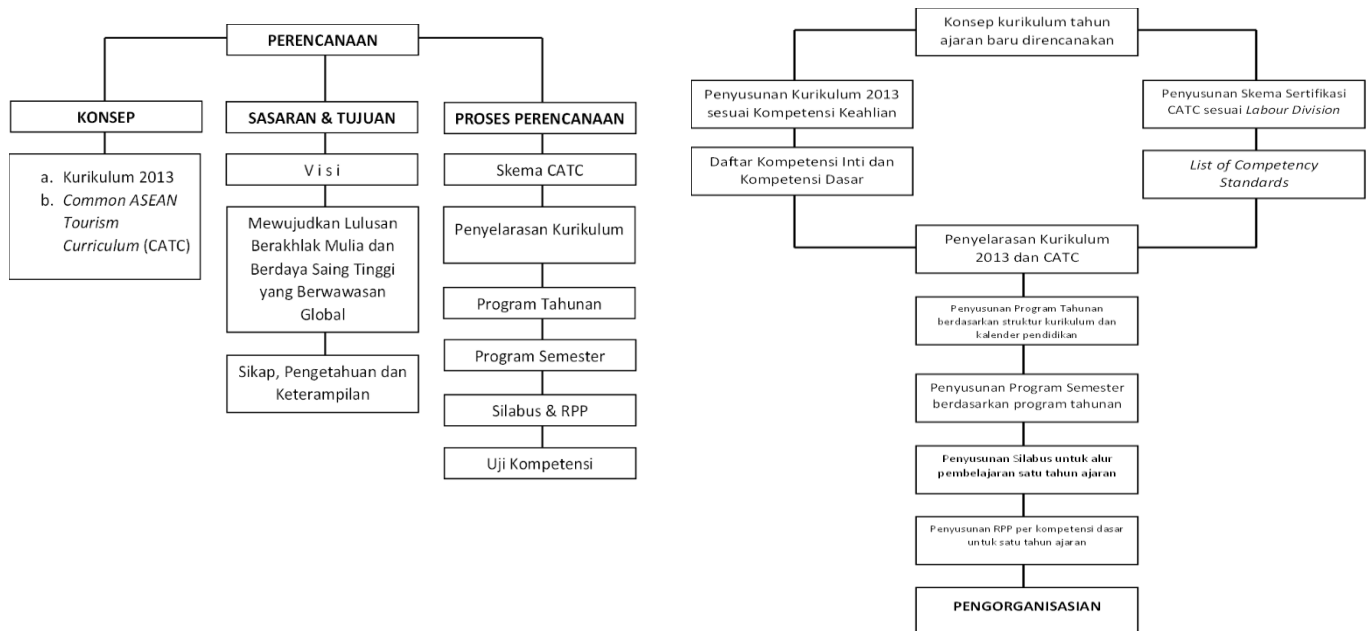 PERENCANAAN
KONSEP
a. Kurikulum 2013
b. Common ASEAN
Tourism
Curriculum (CATC)
SASARAN & TUJUAN
V i s i
Mewujudkan Lulusan
Berakhlak Mulia dan
Berdaya Saing Tinggi
yang Berwawasan
Global
Sikap, Pengetahuan dan
Keterampilan
PROSES PERENCANAAN
Skema CATC
Penyelarasan Kurikulum
Program Tahunan
Program Semester
Silabus & RPP
Uji Kompetensi
Konsep kurikulum tahun
ajaran baru direncanakan
Penyusunan Kurikulum 2013
sesuai Kompetensi Keahlian
Daftar Kompetensi Inti dan
Kompetensi Dasar
Penyusunan Skema Sertifikasi
CATC sesuai Labour Division
List of Competency
Standards
Penyelarasan Kurikulum
2013 dan CATC
Penyusunan Program Tahunan
berdasarkan struktur kurikulum dan
kalender pendidikan
Penyusunan Program Semester
berdasarkan program tahunan
Penyusunan Silabus untuk alur
pembelajaran satu tahun ajaran
Penyusunan RPP per kompetensi dasar
untuk satu tahun ajaran
PENGORGANISASIAN